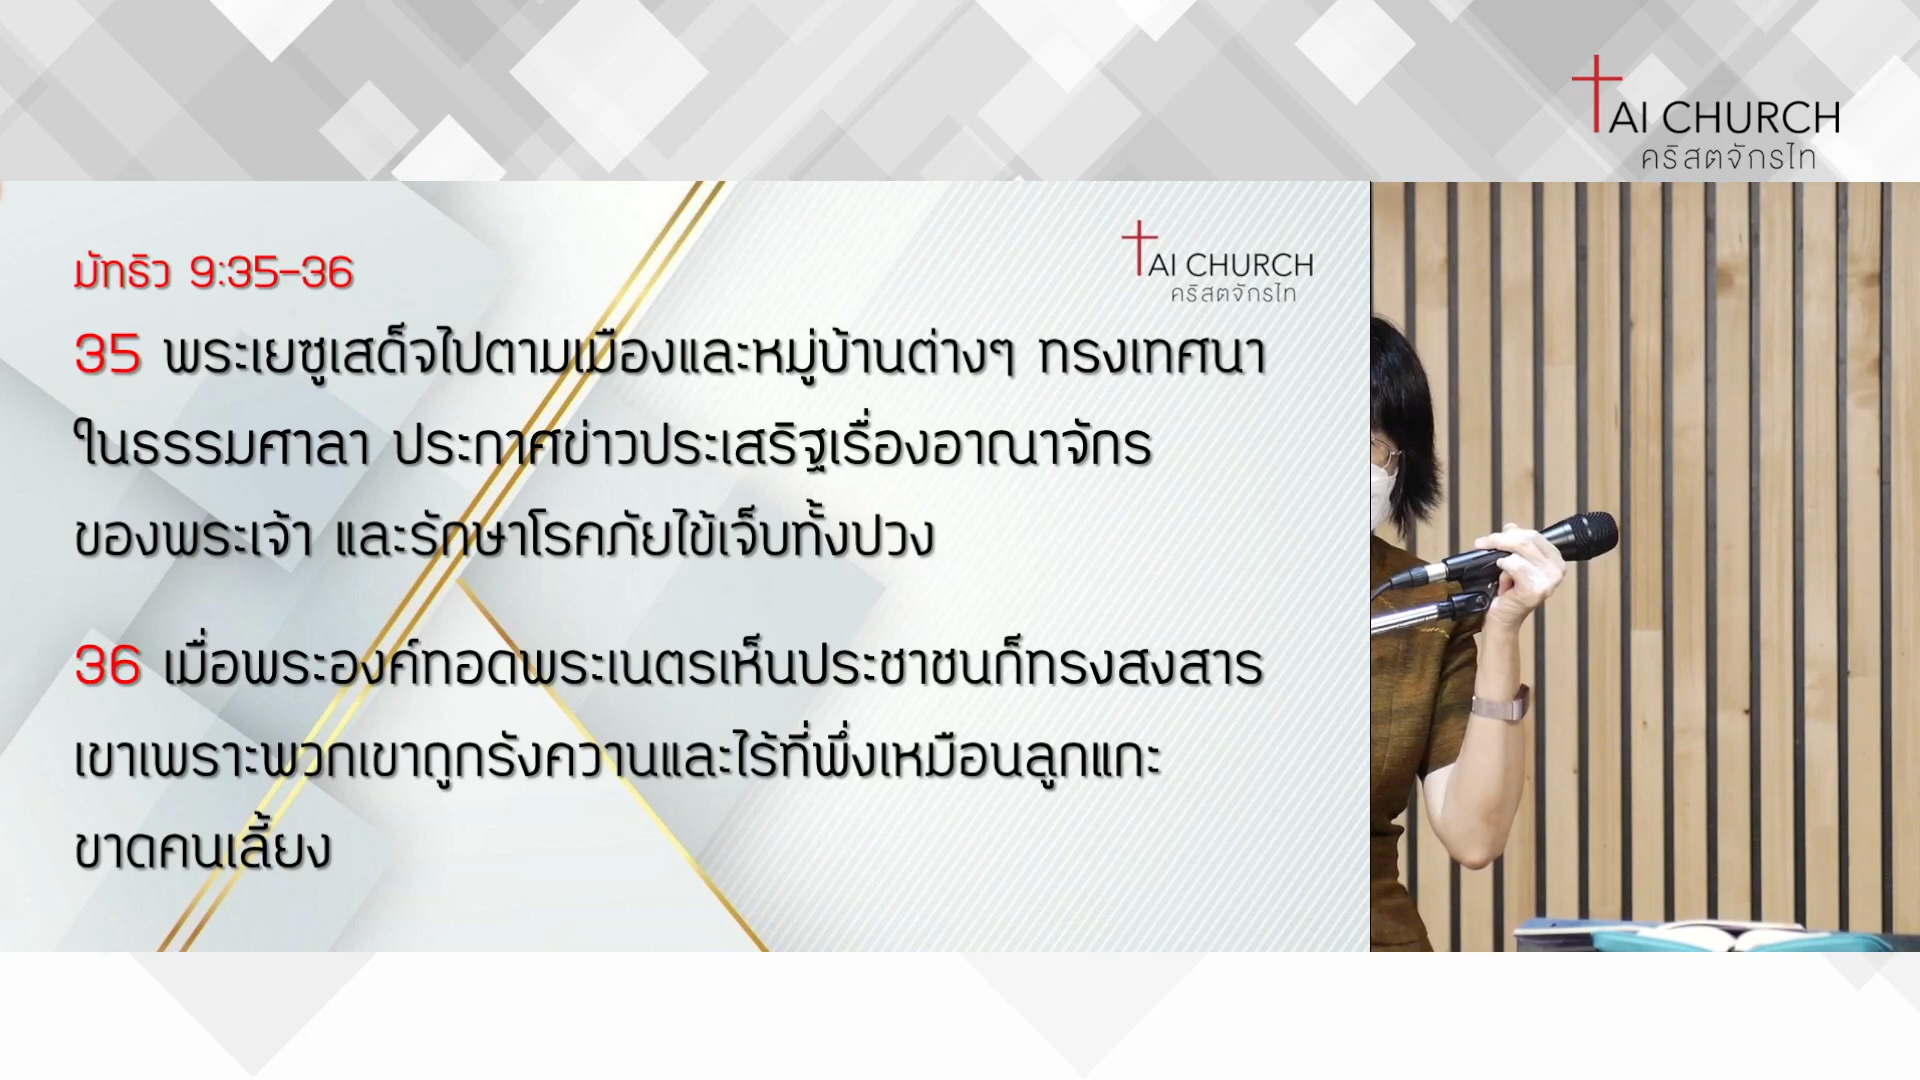 TAI CHURCH
คริสตจักรไท
TAI CHURCH
คริสตจักรไท
มัทธิว 9:35-36
35 พระเยซูเสด็จไปตามเมืองและหมู่บ้านต่างๆ ทรงเทศนา
ในธรรมศาลา ประกาศข่าวประเสริฐเรื่องอาณาจักร
ของพระเจ้า และรักษาโรคภัยไข้เจ็บทั้งปวง
36 เมื่อพระองค์ทอดพระเนตรเห็นประชาชนก็ทรงสงสาร
เขาเพราะพวกเขาถูกรังควานและไร้ที่พึ่งเหมือนลูกแกะ
ขาดคนเลี้ยง